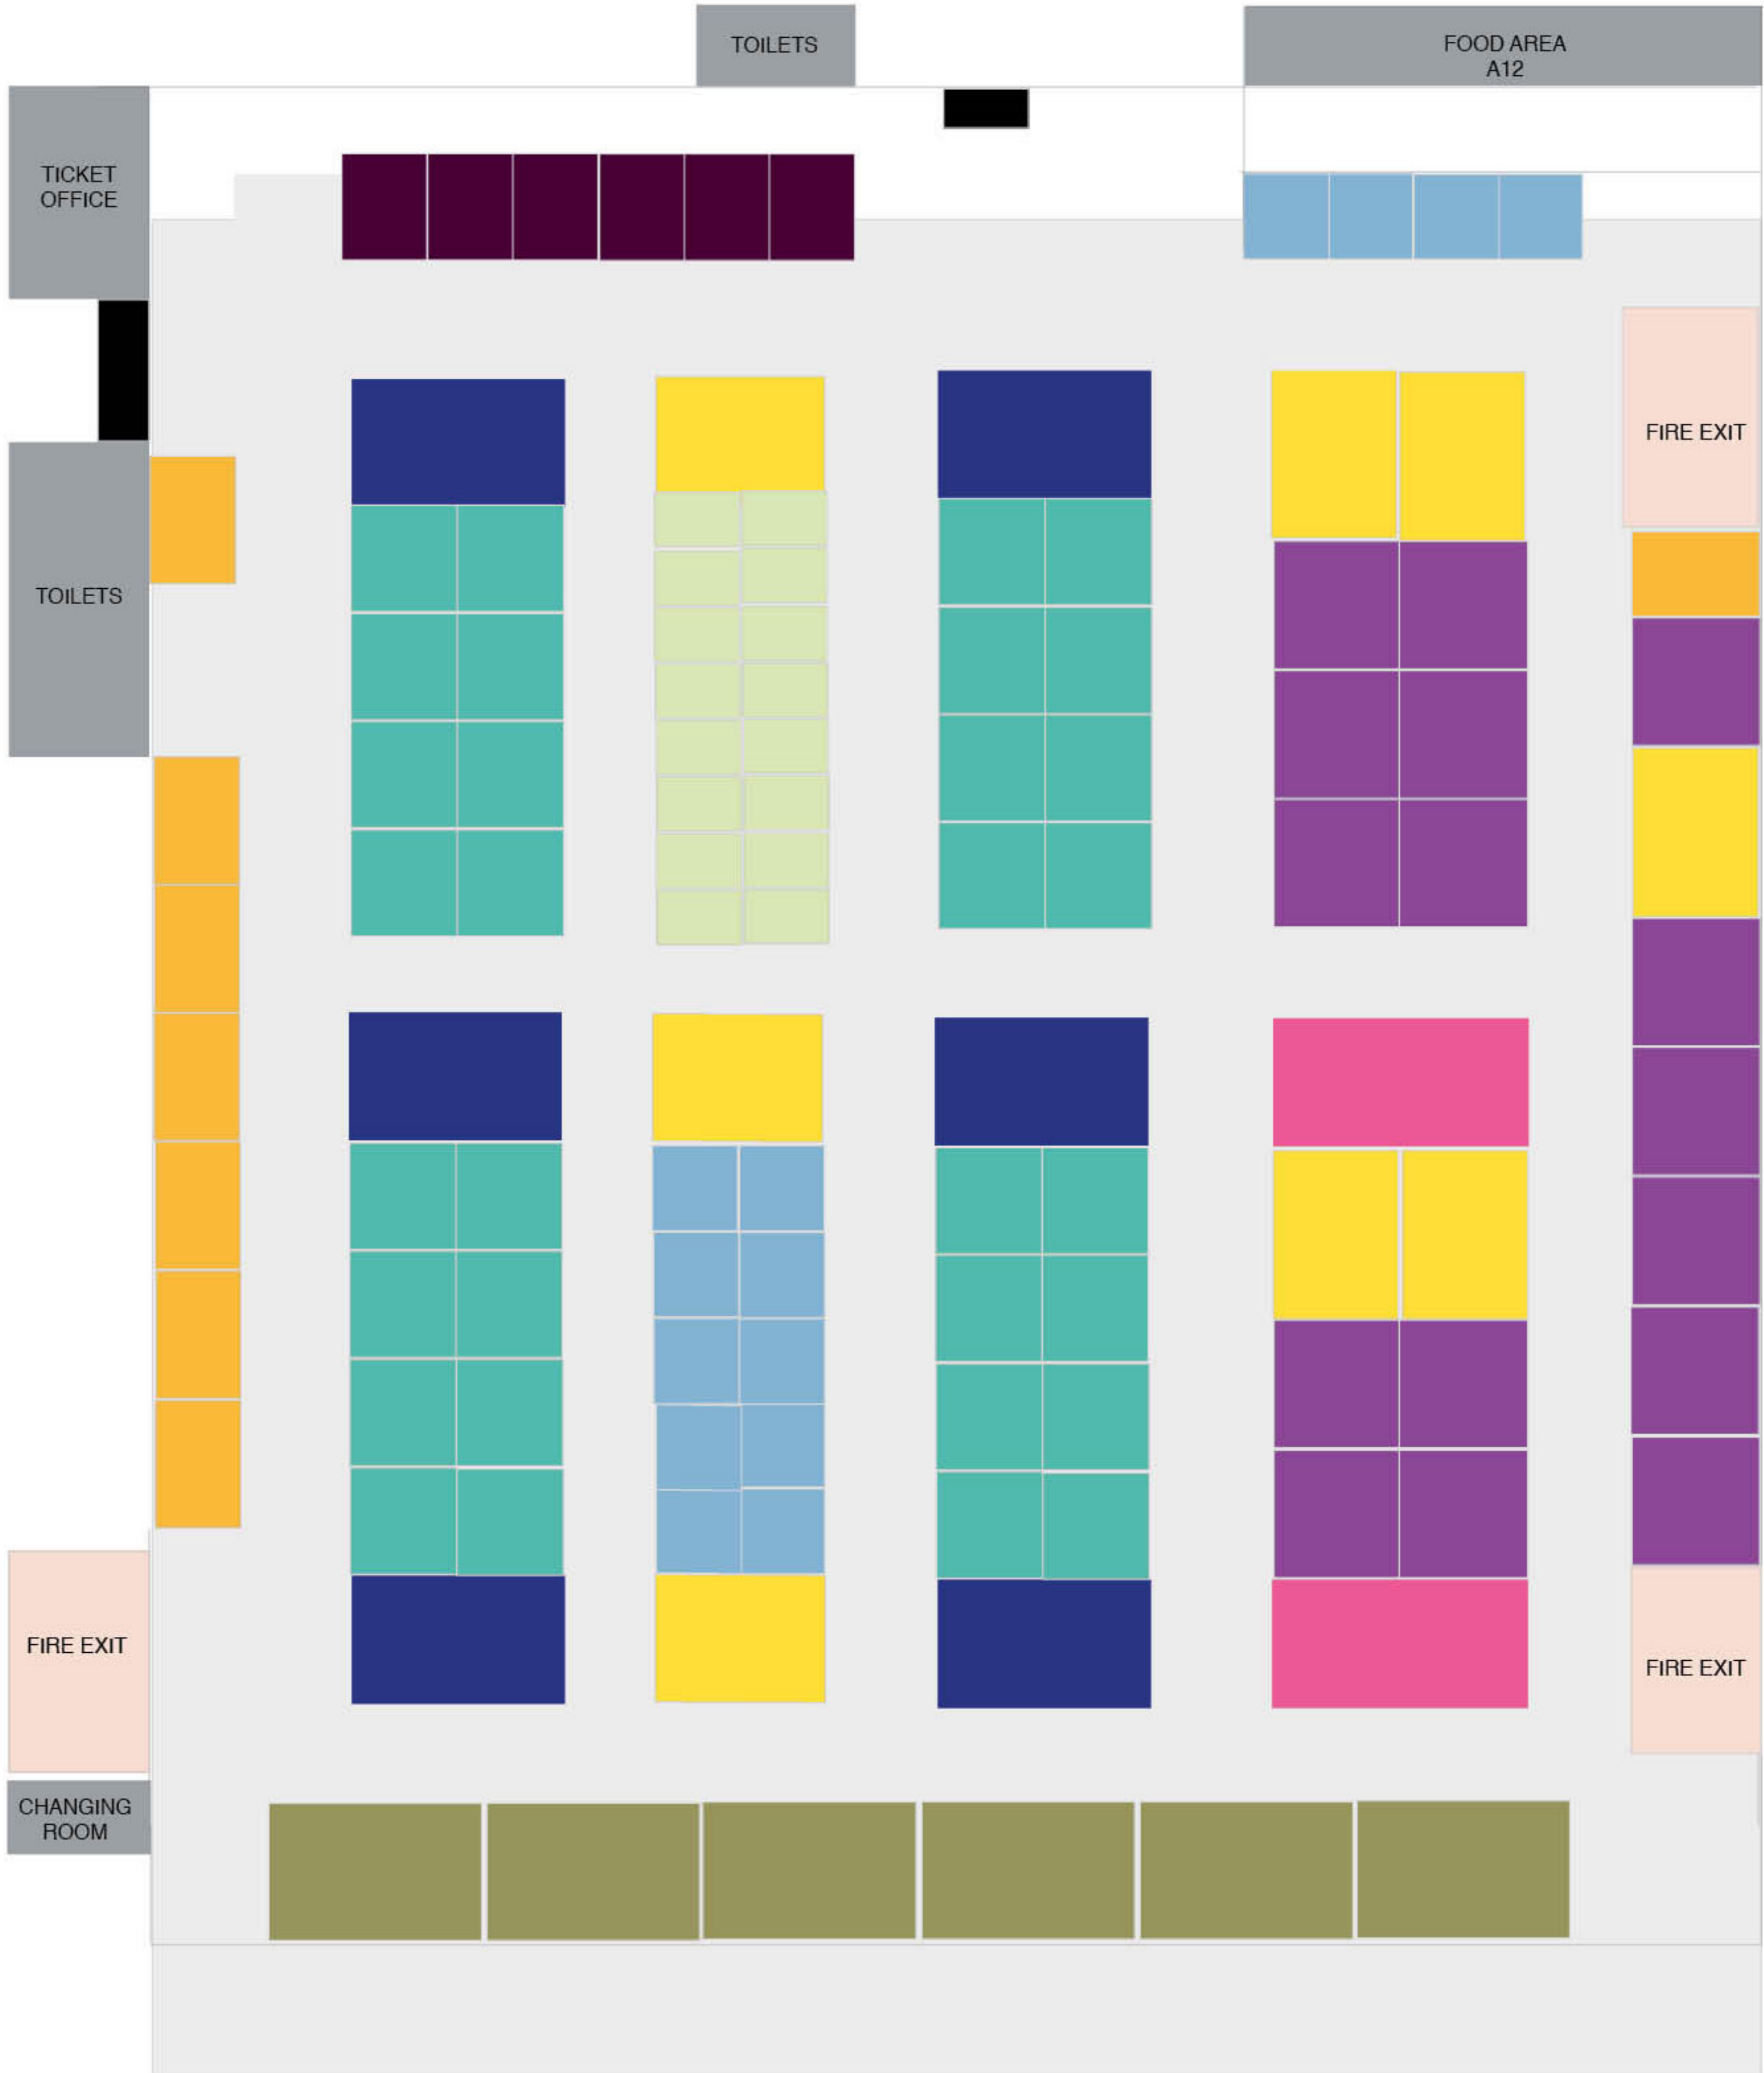 TOILETS
FOOD AREA
A12
TICKET
OFFICE
FIRE EXIT
TOILETS
FIRE EXIT
FIRE EXIT
CHANGING
ROOM